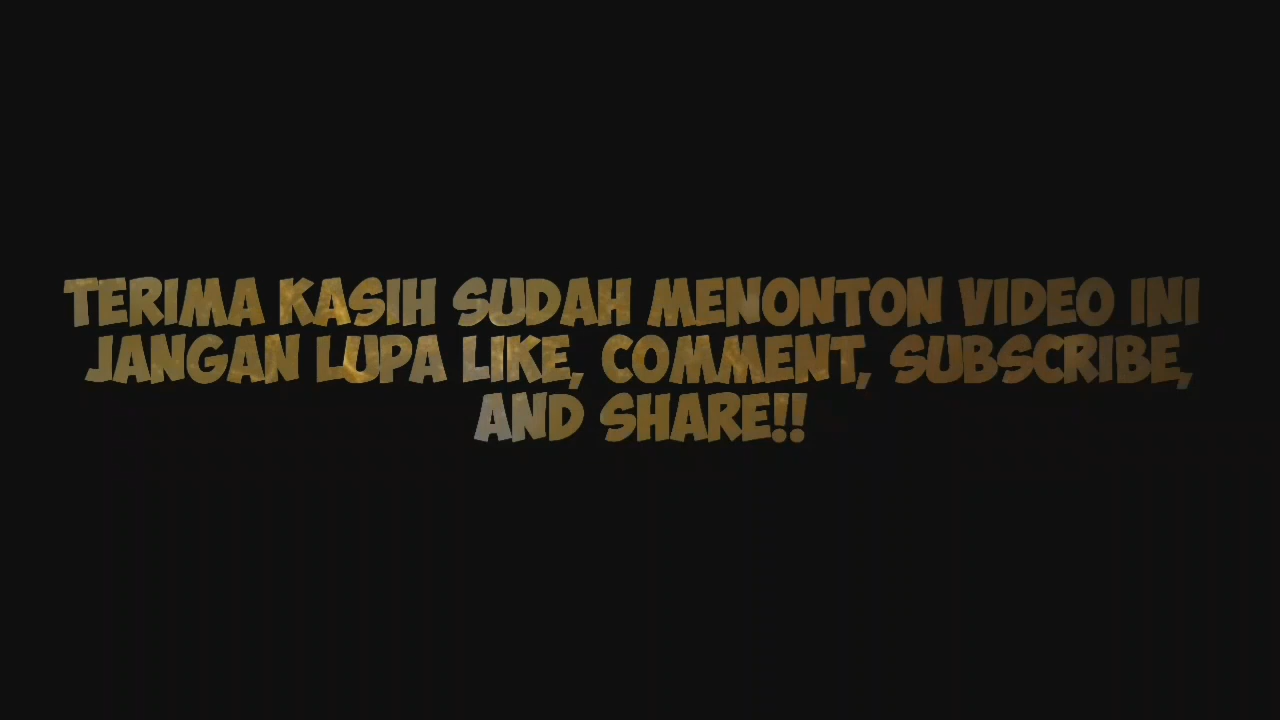 TERIMA KASIH SUDAH MENONTON VIDEO INI
JANGAN LUPA LIKE, COMMENT, SUBSCRIBE,
AND SHARE!!